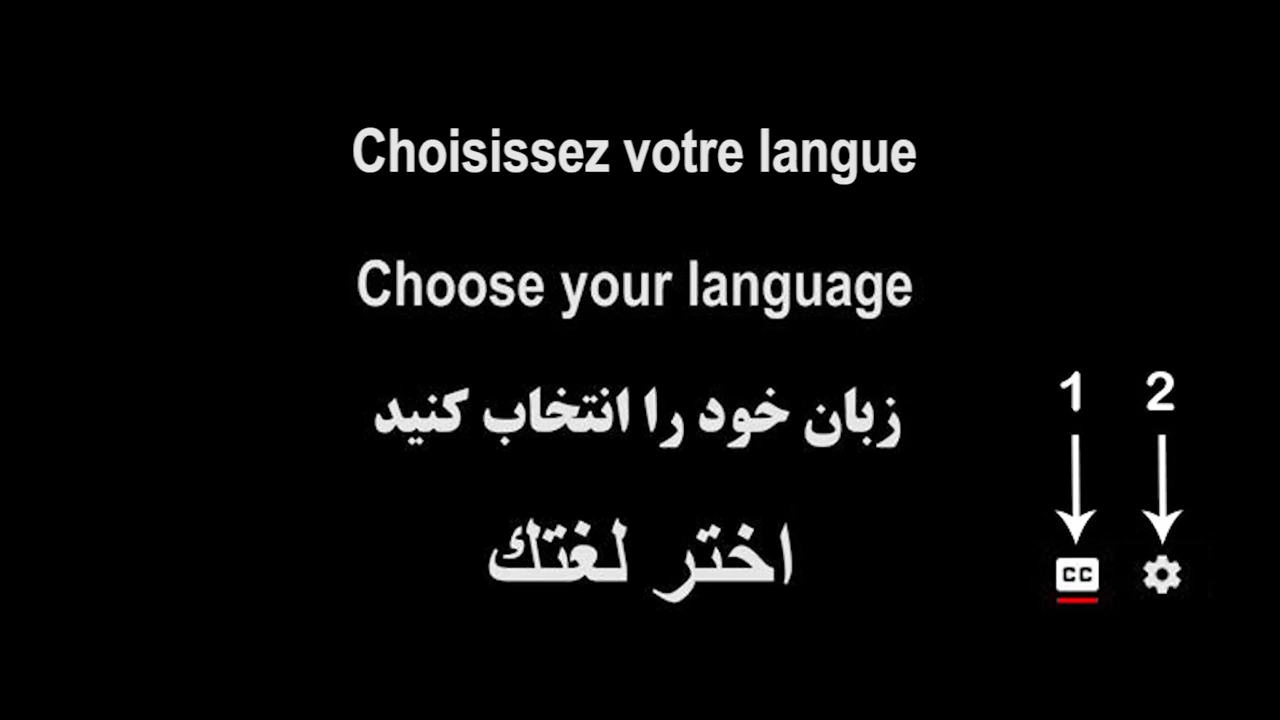 Choisissez votre langue
Choose your language
زبان خود را انتخاب کنید
اختر لغتك
1 2
CC